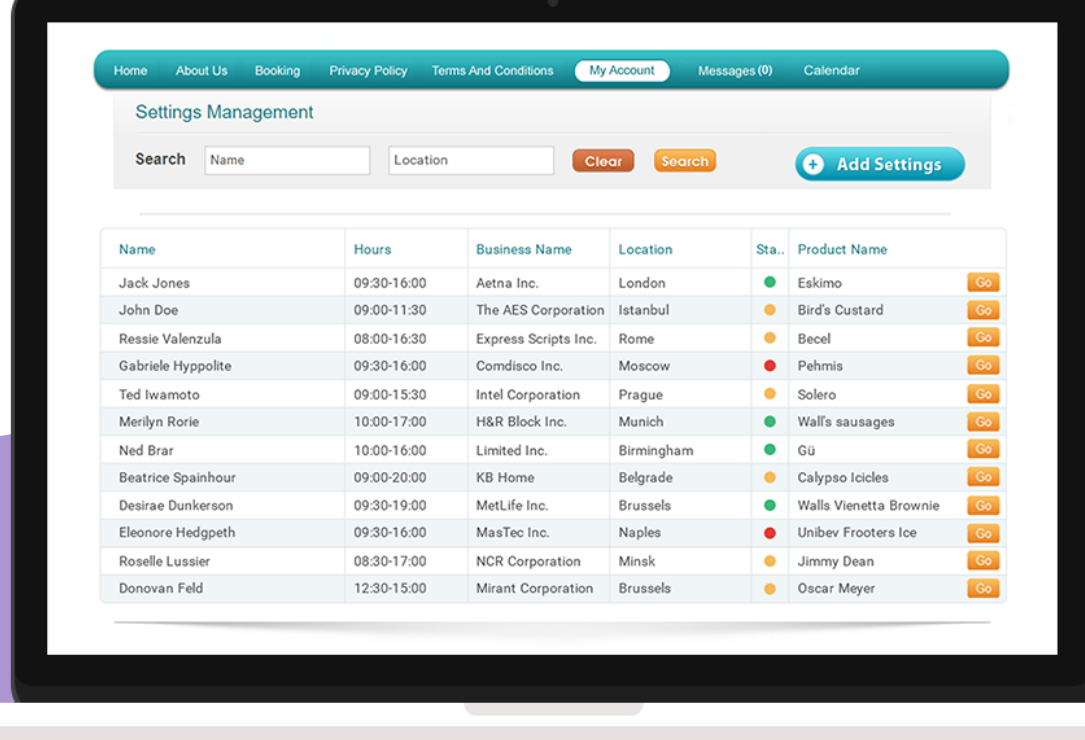 Home About Us Booking Privacy Policy Terms And Conditions My Account Messages (0) Calendar
Settings Management
Search Name Location Clear Search + Add Settings
Name Hours Business Name Location Sta.. Product Name
Jack Jones 09:30-16:00 Aetna Inc. London Eskimo Go
John Doe 09:00-11:30 The AES Corporation Istanbul Bird's Custard Go
Ressie Valenzula 08:00-16:30 Express Scripts Inc. Rome Becel Go
Gabriele Hyppolite 09:30-16:00 Comdisco Inc. Moscow Pehmis Go
Ted Iwamoto 09:00-15:30 Intel Corporation Prague Solero Go
Merilyn Rorie 10:00-17:00 H&R Block Inc. Munich Wall's sausages Go
Ned Brar 10:00-16:00 Limited Inc. Birmingham Gü Go
Beatrice Spainhour 09:00-20:00 KB Home Belgrade Calypso Icicles Go
Desirae Dunkerson 09:30-19:00 MetLife Inc. Brussels Walls Vienetta Brownie Go
Eleonore Hedgpeth 09:30-16:00 MasTec Inc. Naples Unibev Frooters Ice Go
Roselle Lussier 08:30-17:00 NCR Corporation Minsk Jimmy Dean Go
Donovan Feld 12:30-15:00 Mirant Corporation Brussels Oscar Meyer Go